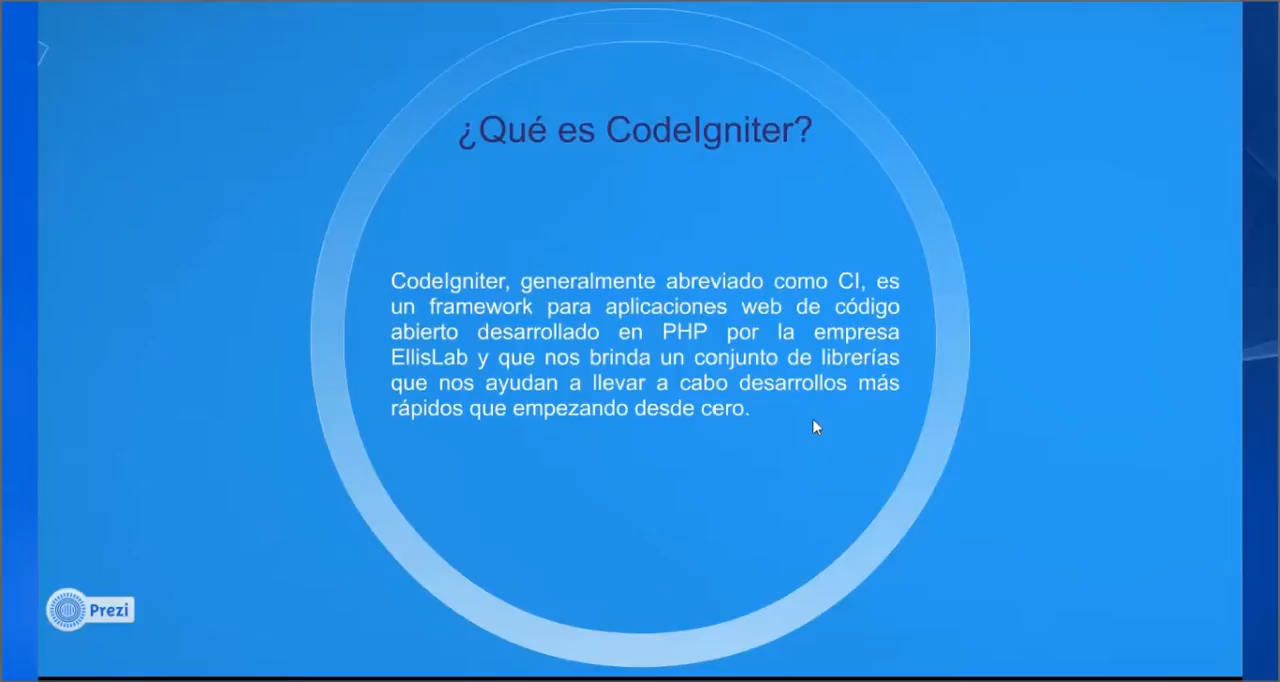 ¿Qué es CodeIgniter?
CodeIgniter, generalmente abreviado como CI, es
un framework para aplicaciones web de código
abierto desarrollado en PHP por la empresa
EllisLab y que nos brinda un conjunto de librerías
que nos ayudan a llevar a cabo desarrollos más
rápidos que empezando desde cero.
Prezi